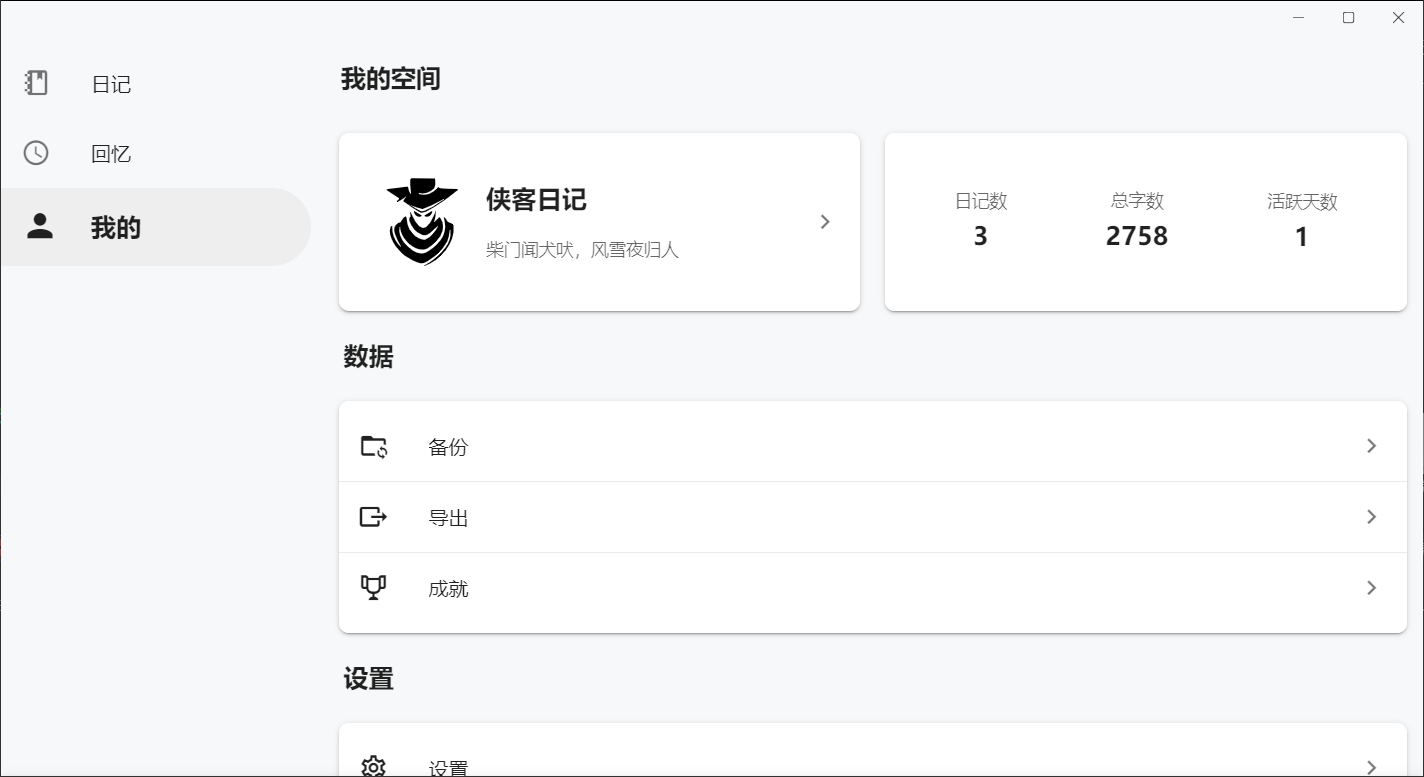 日记
回忆
我的
我的空间
侠客日记
柴门闻犬吠，风雪夜归人
日记数
3
总字数
2758
活跃天数
1
数据
备份
导出
成就
设置
设置